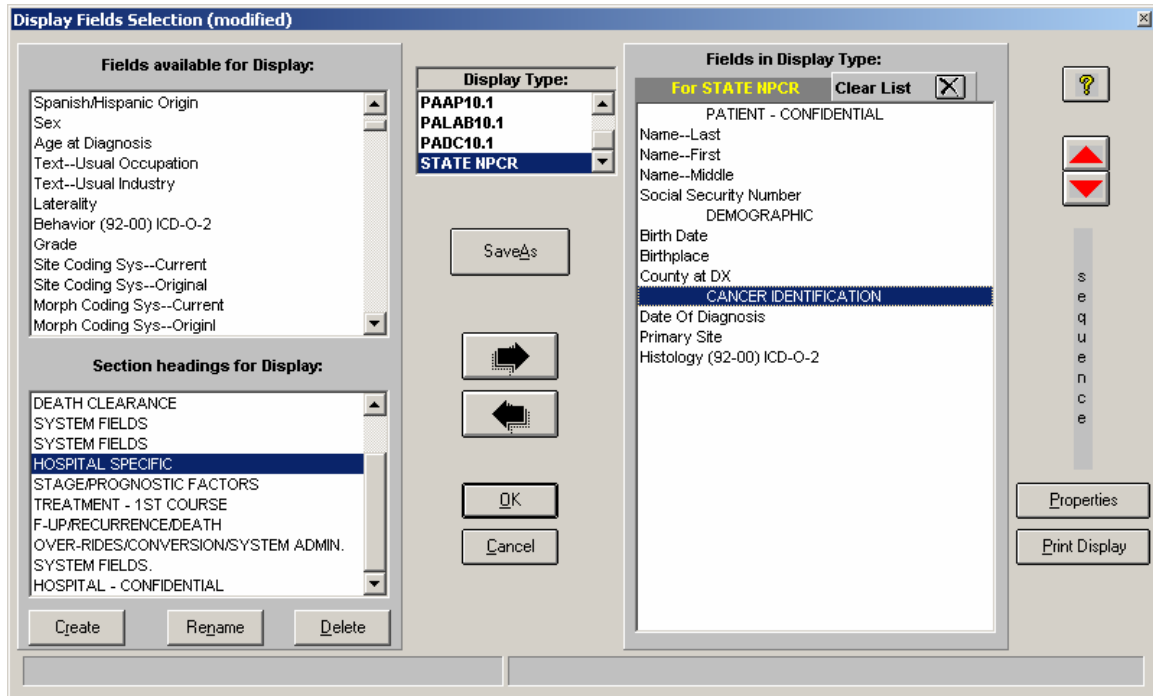 Display Fields Selection (modified)
Fields available for Display:
Spanish/Hispanic Origin
Sex
Age at Diagnosis
Text--Usual Occupation
Text--Usual Industry
Laterality
Behavior (92-00) ICD-O-2
Grade
Site Coding Sys--Current
Site Coding Sys--Original
Morph Coding Sys--Current
Morph Coding Sys--Originl
Section headings for Display:
DEATH CLEARANCE
SYSTEM FIELDS
SYSTEM FIELDS
HOSPITAL SPECIFIC
STAGE/PROGNOSTIC FACTORS
TREATMENT - 1ST COURSE
F-UP/RECURRENCE/DEATH
OVER-RIDES/CONVERSION/SYSTEM ADMIN.
SYSTEM FIELDS.
HOSPITAL - CONFIDENTIAL
Create Rename Delete
Display Type:
PAAP10.1
PALAB10.1
PADC10.1
STATE NPCR
SaveAs
OK
Cancel
Fields in Display Type:
For STATE NPCR Clear List
PATIENT - CONFIDENTIAL
Name--Last
Name--First
Name--Middle
Social Security Number
DEMOGRAPHIC
Birth Date
Birthplace
County at DX
CANCER IDENTIFICATION
Date Of Diagnosis
Primary Site
Histology (92-00) ICD-O-2
?
sequence
Properties
Print Display